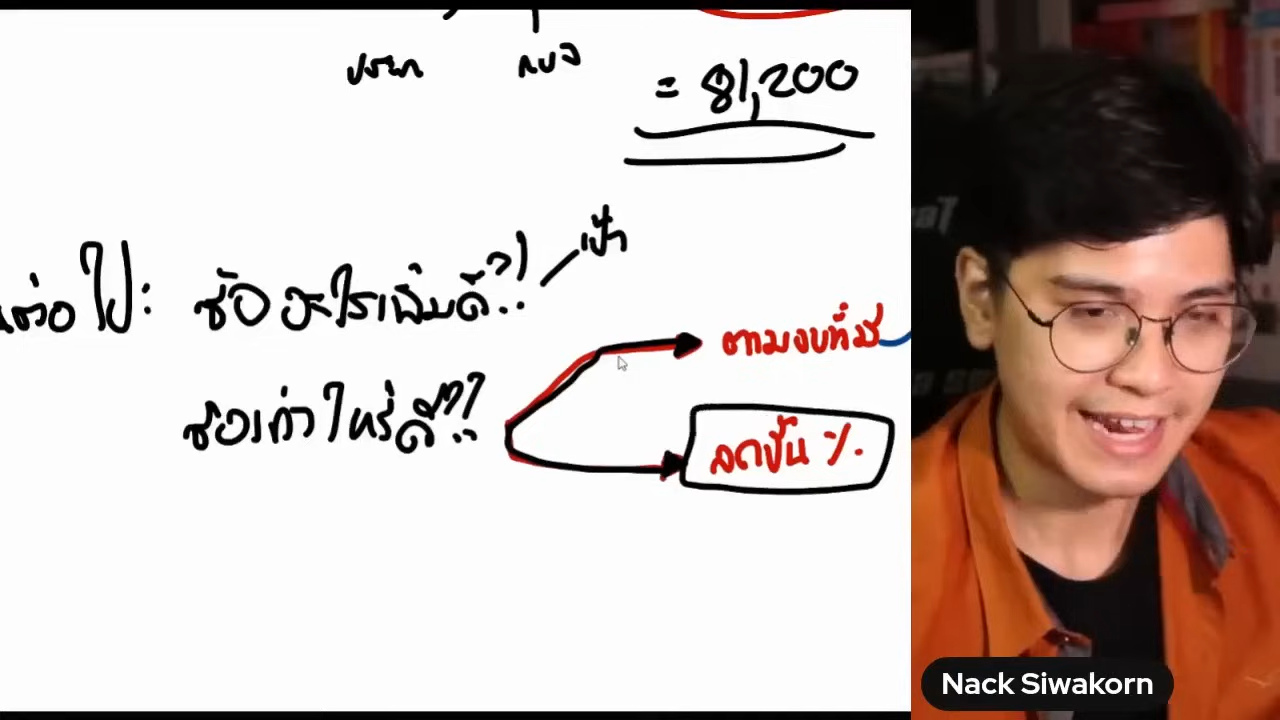 = 81,200
ต่อไป: ซื้ออะไรเพิ่มดี?! เป้า
ซื้อเท่าไหร่ดี??
ตามงบที่มี
ลดขั้น %.
Nack Siwakorn